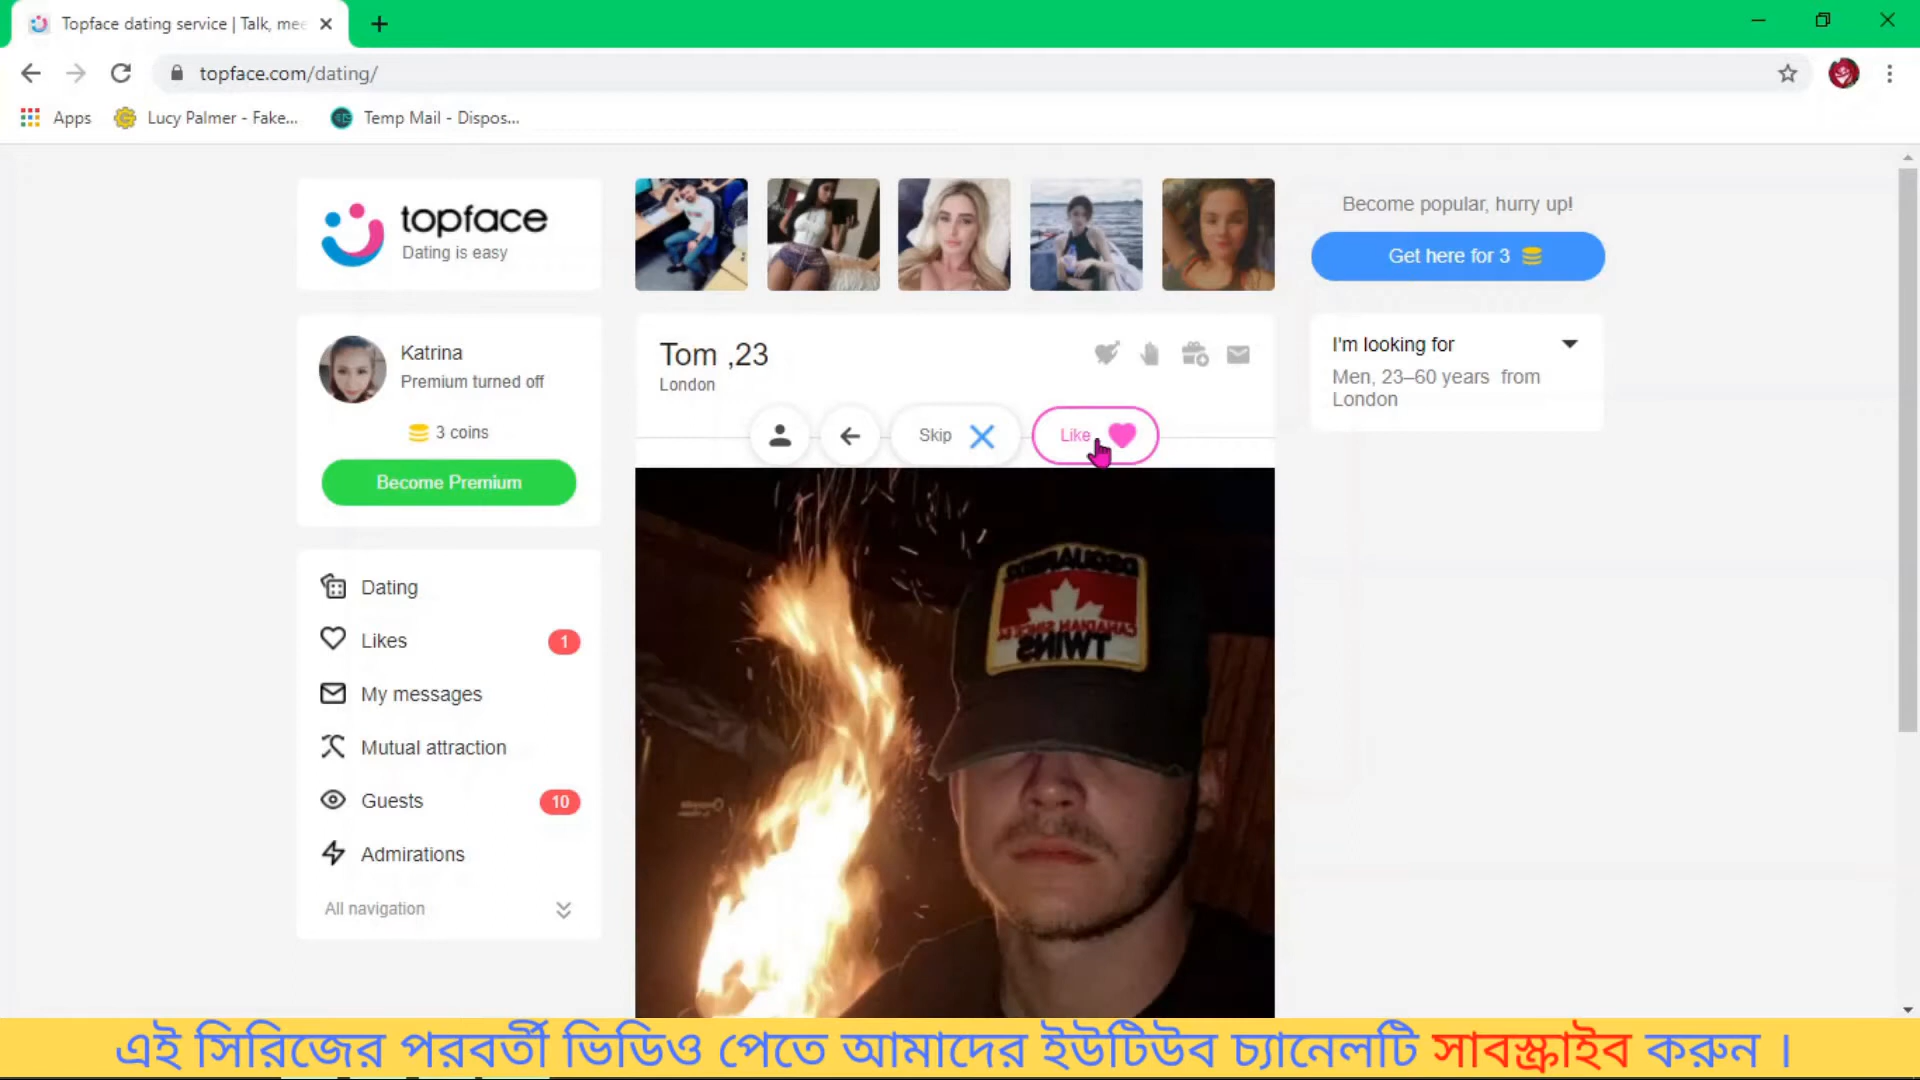 Topface dating service | Talk, mee
topface.com/dating/
Apps
Lucy Palmer - Fake...
Temp Mail - Dispos...
topface
Dating is easy
Become popular, hurry up!
Get here for 3
Katrina
Premium turned off
3 coins
Become Premium
Tom ,23
London
I'm looking for
Men, 23–60 years from
London
Skip
Like
Dating
Likes
1
My messages
Mutual attraction
Guests
10
Admirations
All navigation
TWINS
এই সিরিজের পরবর্তী ভিডিও পেতে আমাদের ইউটিউব চ্যানেলটি সাবস্ক্রাইব করুন ।